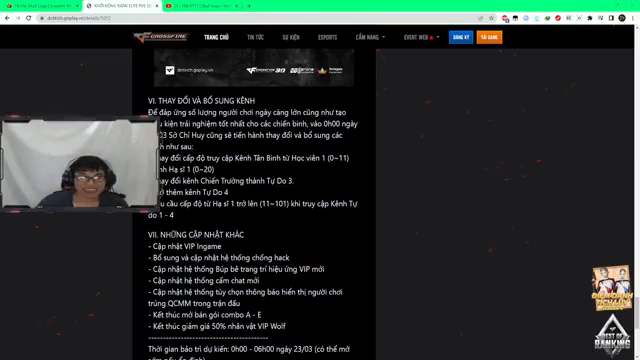 dotkich.goplay.vn/details/5092
CROSSFIRE
TRANG CHỦ
TIN TỨC
SỰ KIỆN
ESPORTS
CẨM NANG
EVENT WEB
ĐĂNG KÝ
TẢI GAME
dotkich.goplay.vn
CROSSFIRE
VI. THAY ĐỔI VÀ BỔ SUNG KÊNH
Để đáp ứng số lượng người chơi ngày càng lớn cũng như tạo
kiện trải nghiệm tốt nhất cho các chiến binh, vào 0h00 ngày
03 Sở Chỉ Huy cũng sẽ tiến hành thay đổi và bổ sung các
như sau:
đổi cấp độ truy cập Kênh Tân Binh từ Học viên 1 (0~11)
Hạ sĩ 1 (0~20)
đổi kênh Chiến Trường thành Tự Do 3.
thêm kênh Tự Do 4
cầu cấp độ từ Hạ sĩ 1 trở lên (11~101) khi truy cập Kênh Tự
do 1 - 4
VII. NHỮNG CẬP NHẬT KHÁC
- Cập nhật VIP Ingame
- Bổ sung và cập nhật hệ thống chống hack
- Cập nhật hệ thống Búp bê trang trí hiệu ứng VIP mới
- Cập nhật hệ thống cấm chat mới
- Cập nhật hệ thống tùy chọn thông báo hiển thị người chơi
trúng QCMM trong trận đấu
- Kết thúc mở bán gói combo A - E
- Kết thúc giảm giá 50% nhân vật VIP Wolf
Thời gian bảo trì dự kiến: 0h00 - 06h00 ngày 23/03 (có thể mở
BEST OF
RANKING